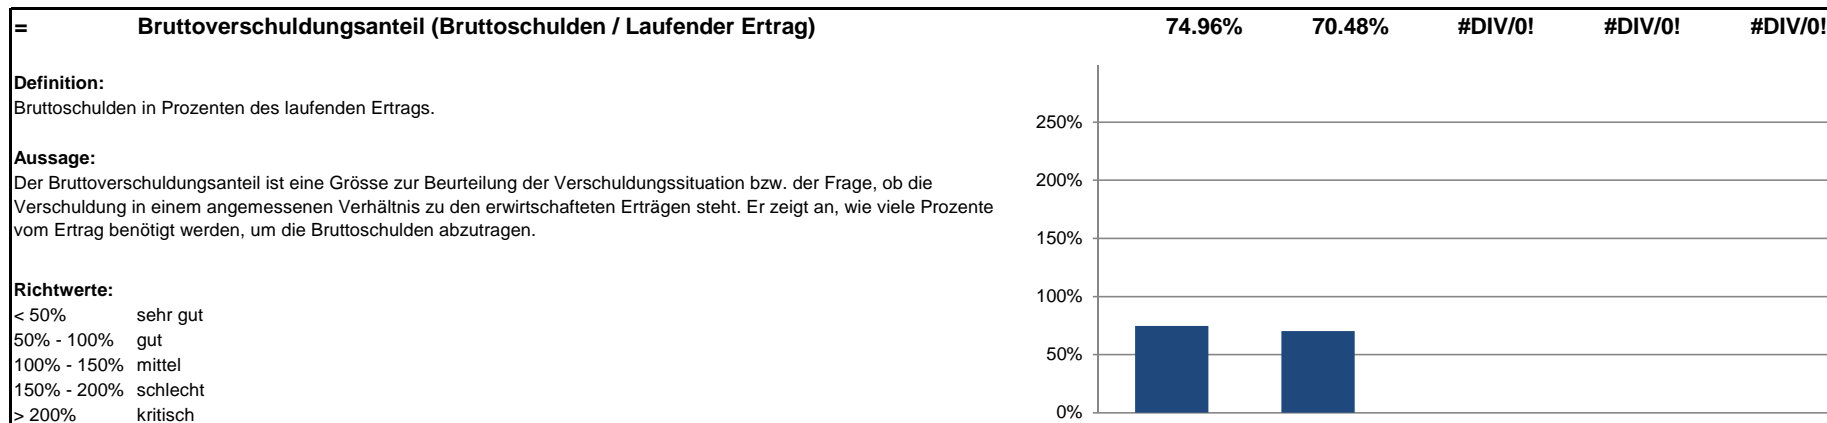 = Bruttoverschuldungsanteil (Bruttoschulden / Laufender Ertrag) 74.96% 70.48% #DIV/0! #DIV/0! #DIV/0!
Definition:
Bruttoschulden in Prozenten des laufenden Ertrags.
Aussage:
Der Bruttoverschuldungsanteil ist eine Grösse zur Beurteilung der Verschuldungssituation bzw. der Frage, ob die
Verschuldung in einem angemessenen Verhältnis zu den erwirtschafteten Erträgen steht. Er zeigt an, wie viele Prozente
vom Ertrag benötigt werden, um die Bruttoschulden abzutragen.
Richtwerte:
< 50% sehr gut
50% - 100% gut
100% - 150% mittel
150% - 200% schlecht
> 200% kritisch
250%
200%
150%
100%
50%
0%